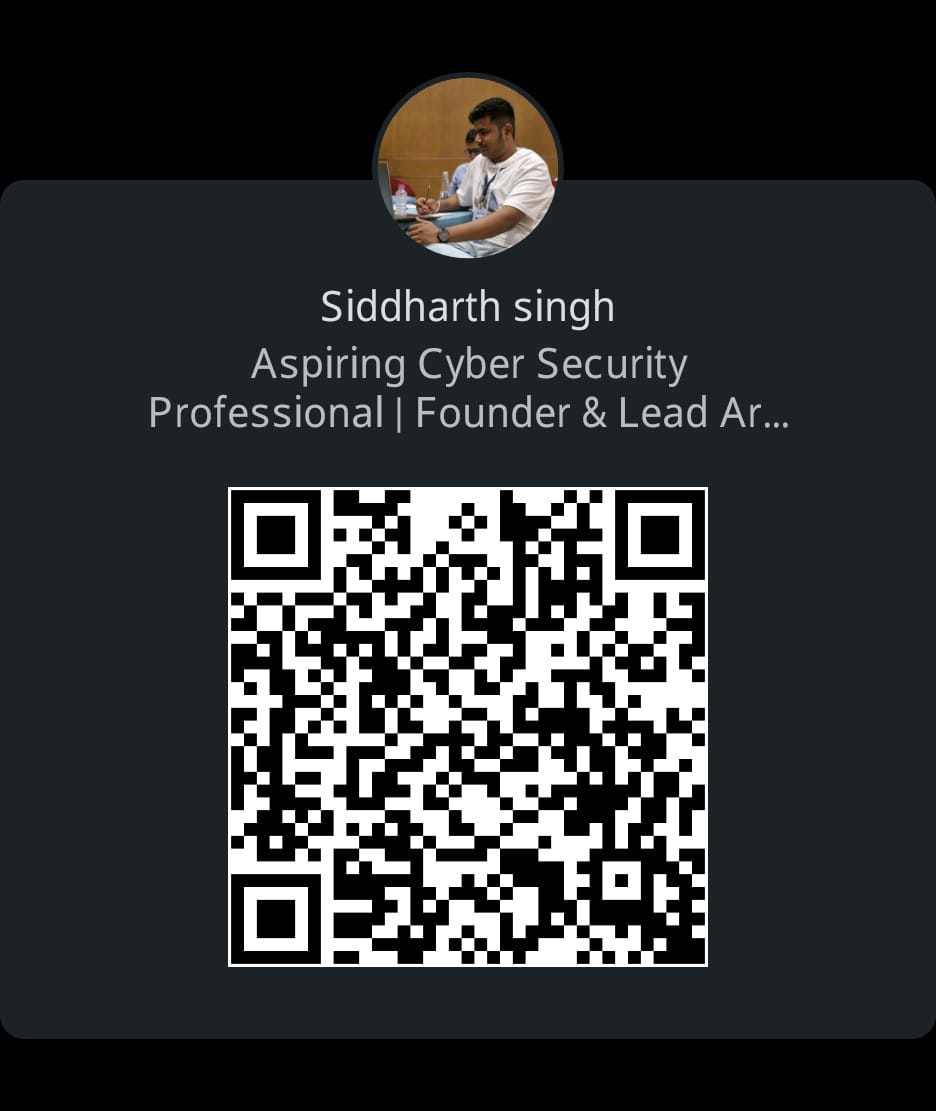 Siddharth singh
Aspiring Cyber Security
Professional | Founder & Lead Ar...